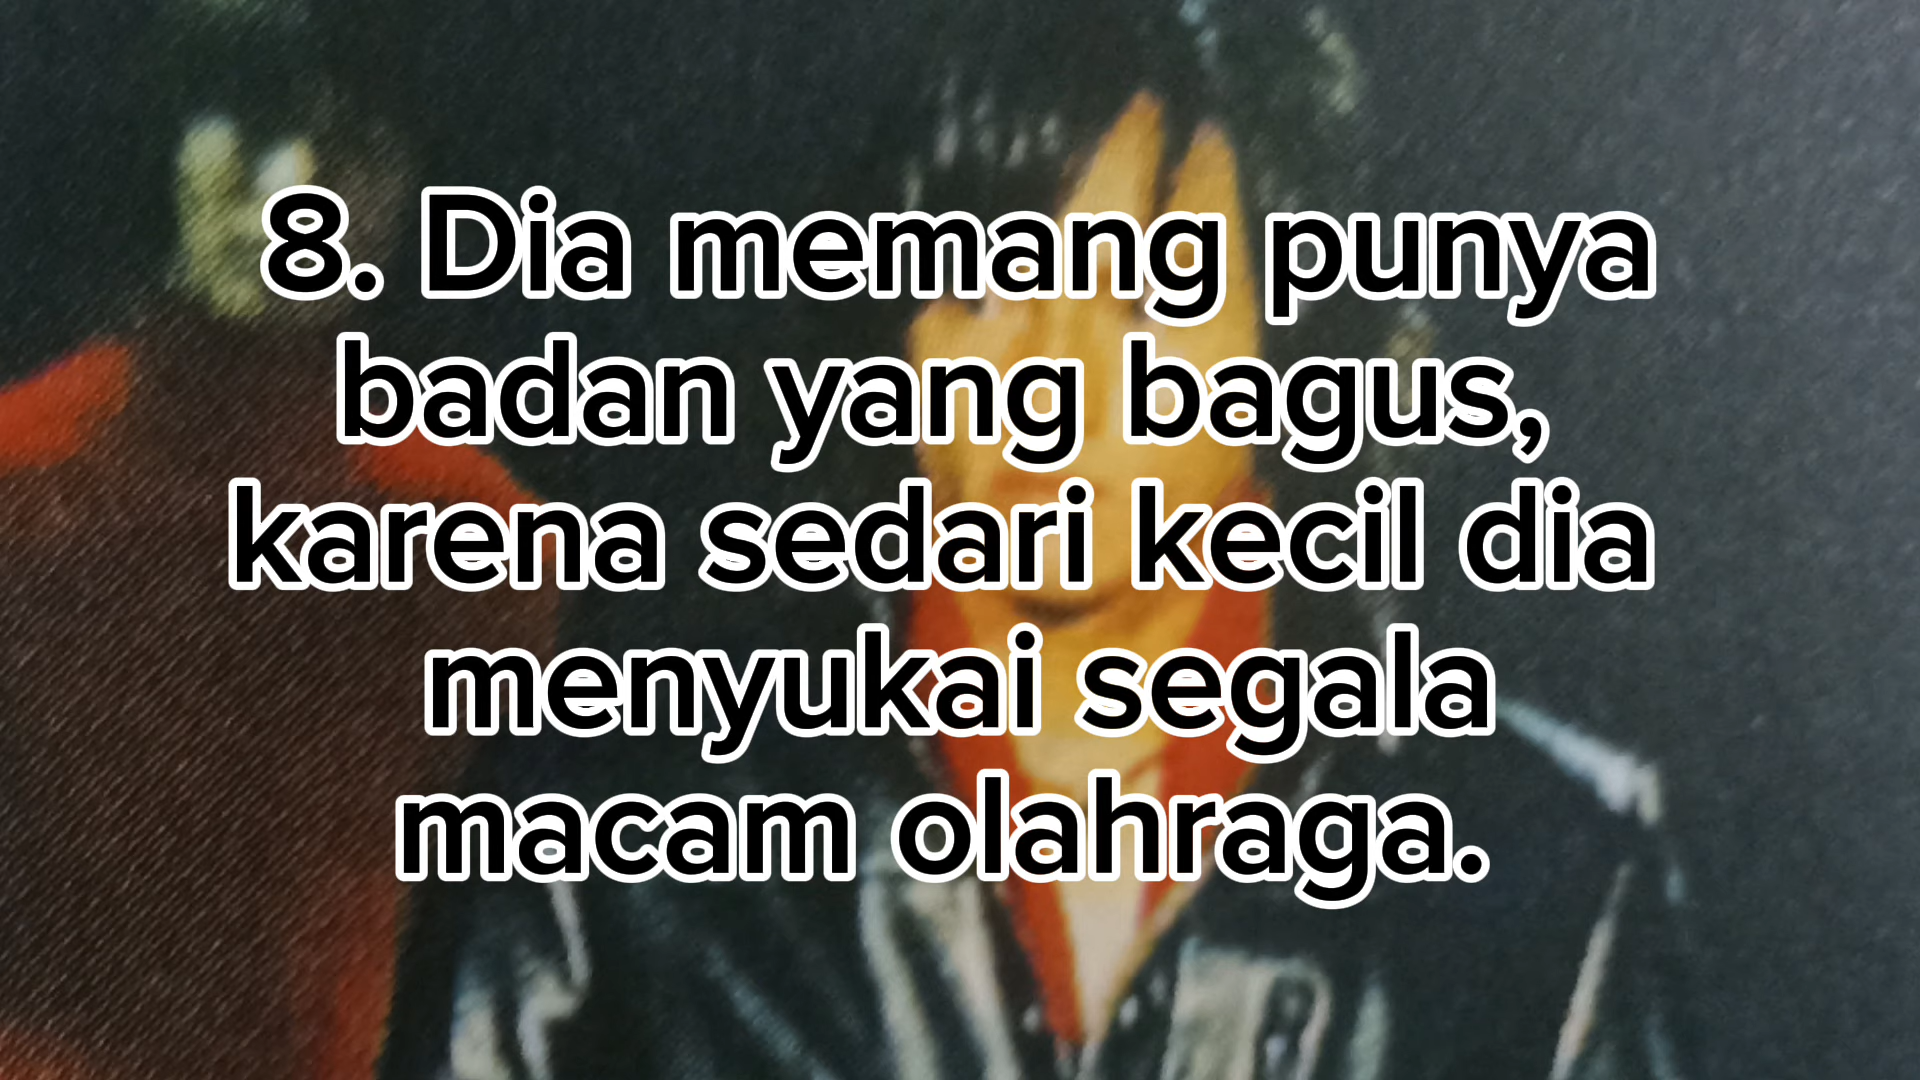 8. Dia memang punya
badan yang bagus,
karena sedari kecil dia
menyukai segala
macam olahraga.